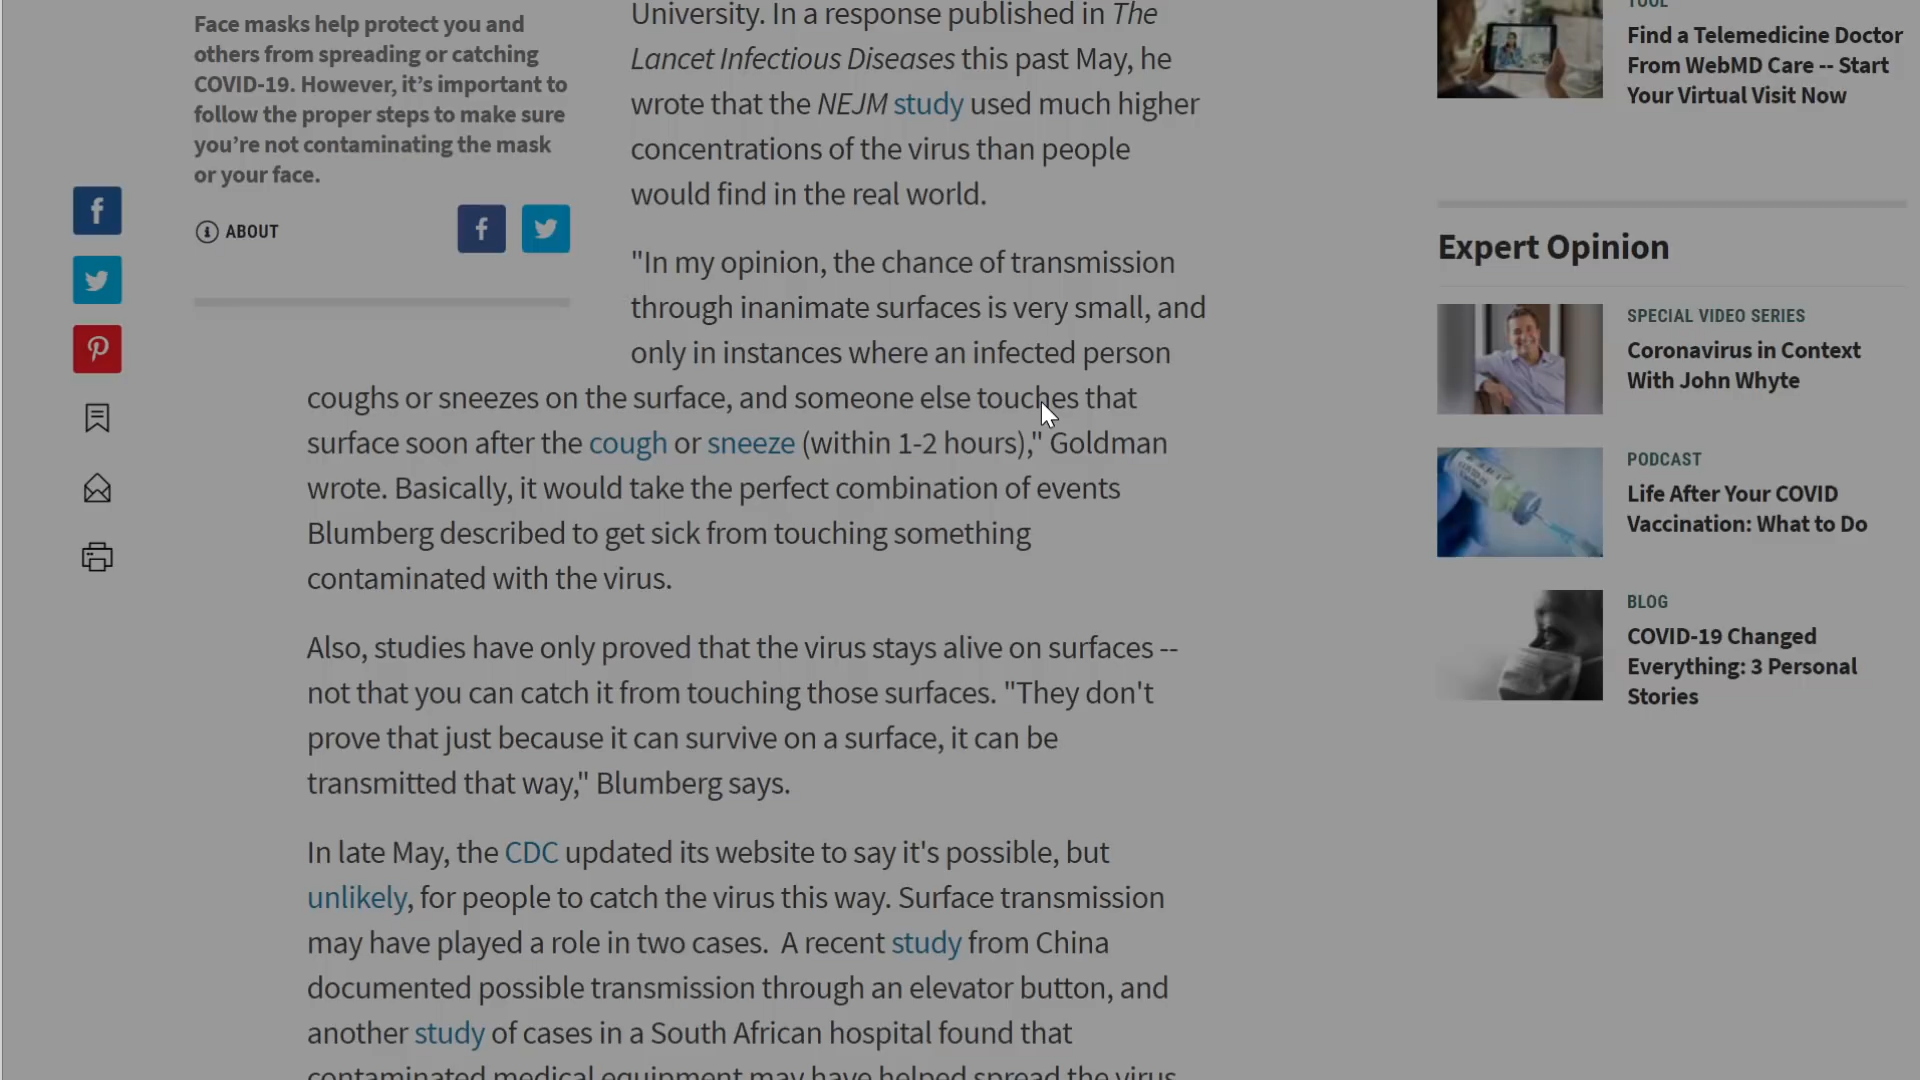 Face masks help protect you and
others from spreading or catching
COVID-19. However, it’s important to
follow the proper steps to make sure
you’re not contaminating the mask
or your face.
ABOUT
University. In a response published in The
Lancet Infectious Diseases this past May, he
wrote that the NEJM study used much higher
concentrations of the virus than people
would find in the real world.
"In my opinion, the chance of transmission
through inanimate surfaces is very small, and
only in instances where an infected person
coughs or sneezes on the surface, and someone else touches that
surface soon after the cough or sneeze (within 1-2 hours)," Goldman
wrote. Basically, it would take the perfect combination of events
Blumberg described to get sick from touching something
contaminated with the virus.
Also, studies have only proved that the virus stays alive on surfaces --
not that you can catch it from touching those surfaces. "They don't
prove that just because it can survive on a surface, it can be
transmitted that way," Blumberg says.
In late May, the CDC updated its website to say it's possible, but
unlikely, for people to catch the virus this way. Surface transmission
may have played a role in two cases.  A recent study from China
documented possible transmission through an elevator button, and
another study of cases in a South African hospital found that
contaminated medical equipment may have helped spread the virus
TOOL
Find a Telemedicine Doctor
From WebMD Care -- Start
Your Virtual Visit Now
Expert Opinion
SPECIAL VIDEO SERIES
Coronavirus in Context
With John Whyte
PODCAST
Life After Your COVID
Vaccination: What to Do
BLOG
COVID-19 Changed
Everything: 3 Personal
Stories